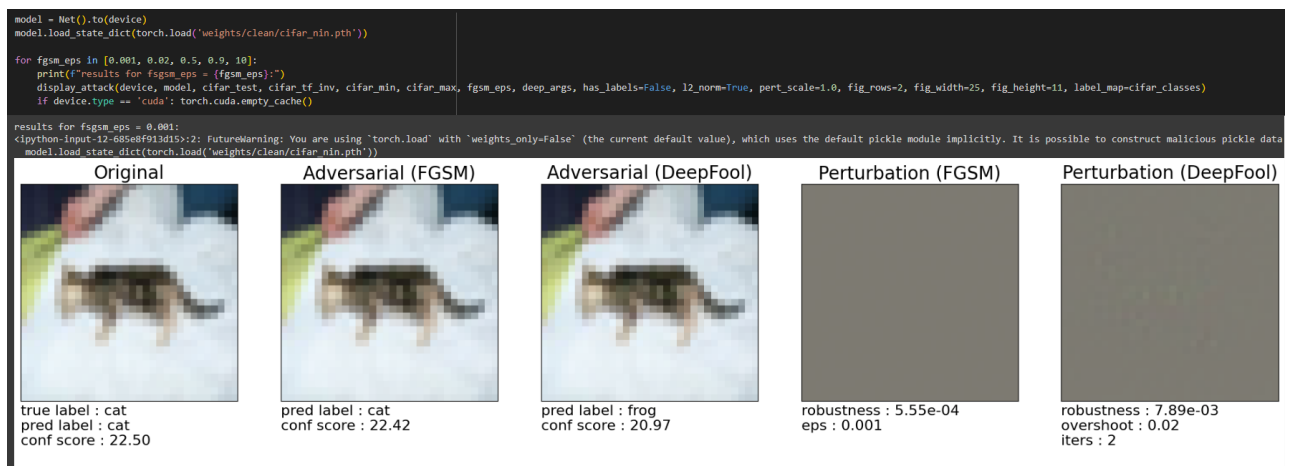 model = Net().to(device)
model.load_state_dict(torch.load('weights/clean/cifar_nin.pth'))
for fgsm_eps in [0.001, 0.02, 0.5, 0.9, 10]:
    print(f"results for fsgsm_eps = {fgsm_eps}:")
    display_attack(device, model, cifar_test, cifar_tf_inv, cifar_min, cifar_max, fgsm_eps, deep_args, has_labels=False, l2_norm=True, pert_scale=1.0, fig_rows=2, fig_width=25, fig_height=11, label_map=cifar_classes)
    if device.type == 'cuda': torch.cuda.empty_cache()
results for fsgsm_eps = 0.001:
<ipython-input-12-685e8f913d15>:2: FutureWarning: You are using `torch.load` with `weights_only=False` (the current default value), which uses the default pickle module implicitly. It is possible to construct malicious pickle data
  model.load_state_dict(torch.load('weights/clean/cifar_nin.pth'))
Original
Adversarial (FGSM)
Adversarial (DeepFool)
Perturbation (FGSM)
Perturbation (DeepFool)
true label : cat
pred label : cat
conf score : 22.50
pred label : cat
conf score : 22.42
pred label : frog
conf score : 20.97
robustness : 5.55e-04
eps : 0.001
robustness : 7.89e-03
overshoot : 0.02
iters : 2